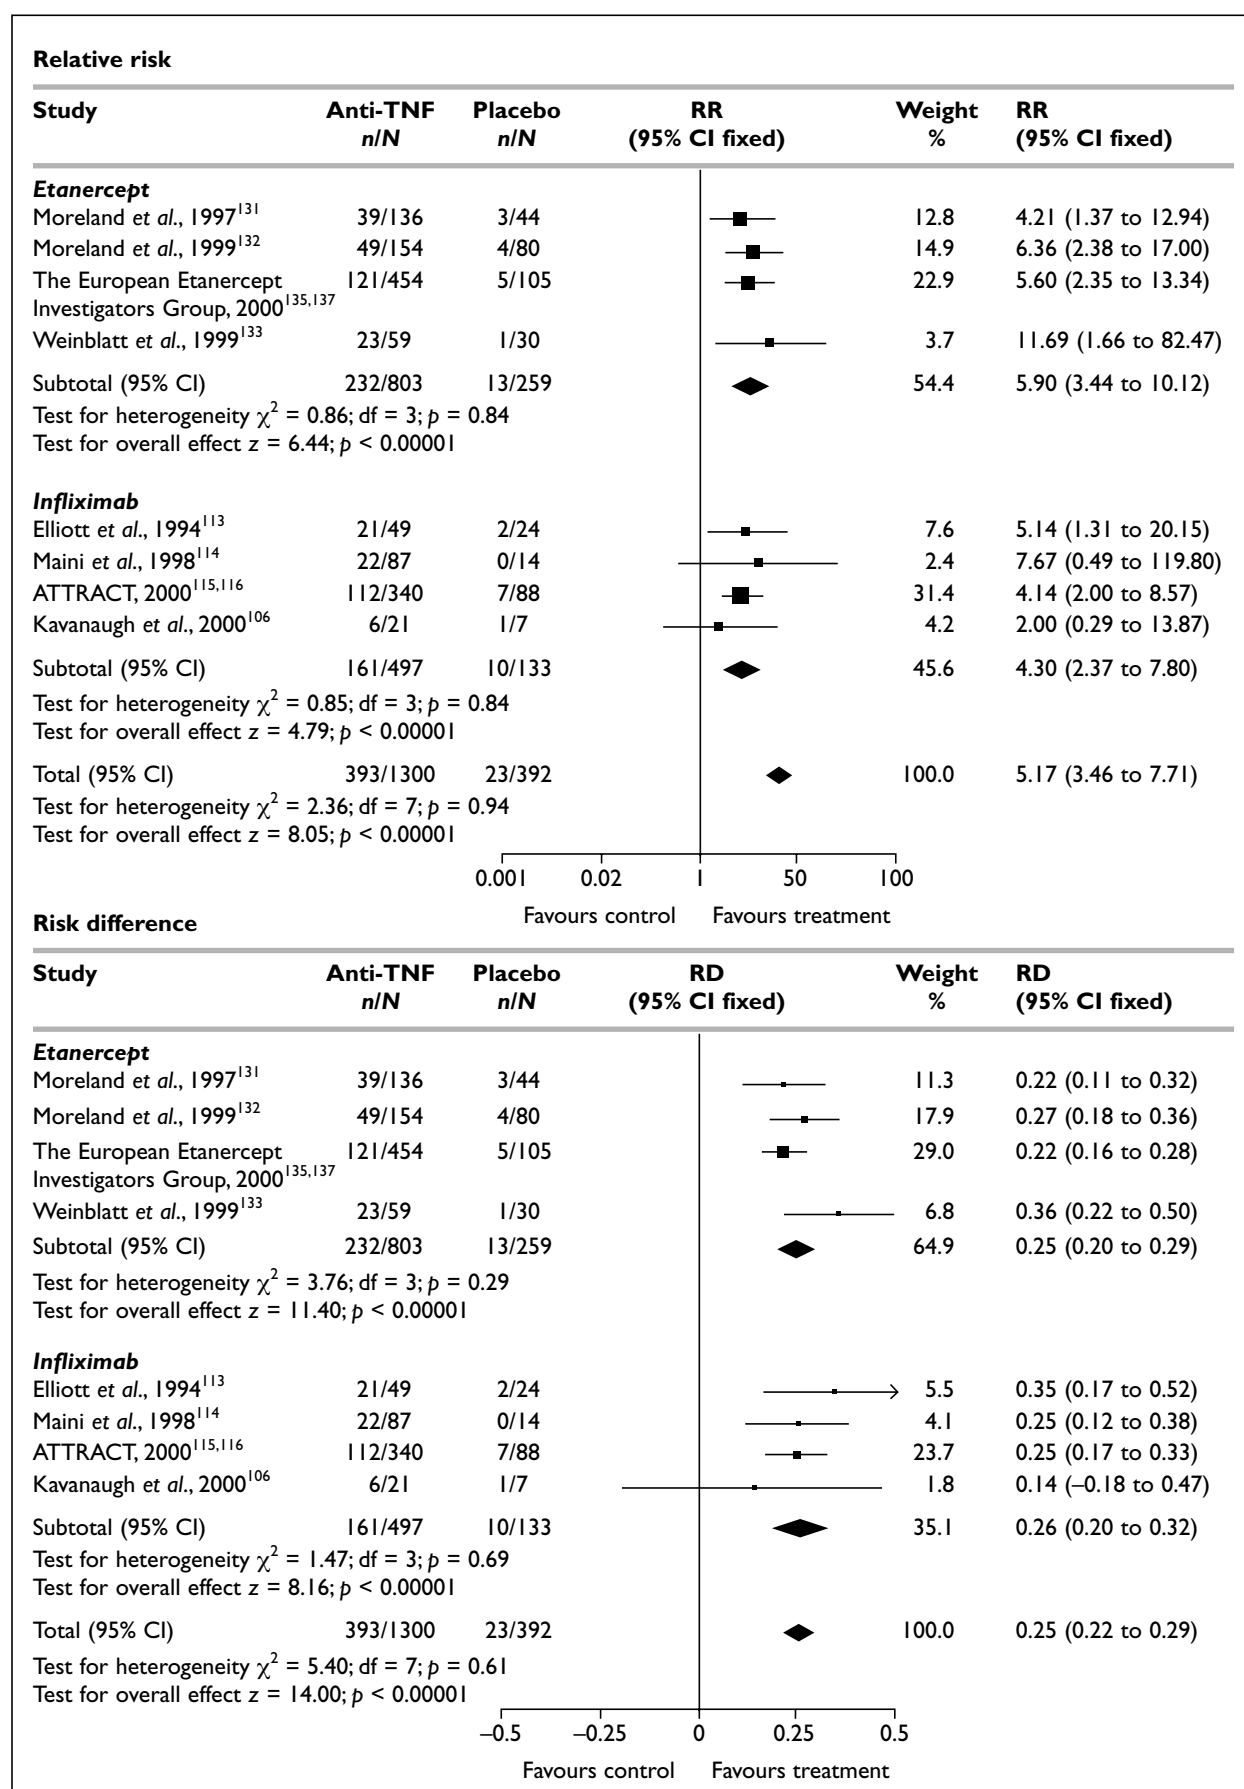 Relative risk
Study Anti-TNF Placebo RR Weight RR
n/N n/N (95% CI fixed) % (95% CI fixed)
Etanercept
Moreland et al., 1997131 39/136 3/44 12.8 4.21 (1.37 to 12.94)
Moreland et al., 1999132 49/154 4/80 14.9 6.36 (2.38 to 17.00)
The European Etanercept 121/454 5/105 22.9 5.60 (2.35 to 13.34)
Investigators Group, 2000135,137
Weinblatt et al., 1999133 23/59 1/30 3.7 11.69 (1.66 to 82.47)
Subtotal (95% CI) 232/803 13/259 54.4 5.90 (3.44 to 10.12)
Test for heterogeneity χ2 = 0.86; df = 3; p = 0.84
Test for overall effect z = 6.44; p < 0.00001
Infliximab
Elliott et al., 1994113 21/49 2/24 7.6 5.14 (1.31 to 20.15)
Maini et al., 1998114 22/87 0/14 2.4 7.67 (0.49 to 119.80)
ATTRACT, 2000115,116 112/340 7/88 31.4 4.14 (2.00 to 8.57)
Kavanaugh et al., 2000106 6/21 1/7 4.2 2.00 (0.29 to 13.87)
Subtotal (95% CI) 161/497 10/133 45.6 4.30 (2.37 to 7.80)
Test for heterogeneity χ2 = 0.85; df = 3; p = 0.84
Test for overall effect z = 4.79; p < 0.00001
Total (95% CI) 393/1300 23/392 100.0 5.17 (3.46 to 7.71)
Test for heterogeneity χ2 = 2.36; df = 7; p = 0.94
Test for overall effect z = 8.05; p < 0.00001
0.001 0.02 1 50 100
Favours control Favours treatment
Risk difference
Study Anti-TNF Placebo RD Weight RD
n/N n/N (95% CI fixed) % (95% CI fixed)
Etanercept
Moreland et al., 1997131 39/136 3/44 11.3 0.22 (0.11 to 0.32)
Moreland et al., 1999132 49/154 4/80 17.9 0.27 (0.18 to 0.36)
The European Etanercept 121/454 5/105 29.0 0.22 (0.16 to 0.28)
Investigators Group, 2000135,137
Weinblatt et al., 1999133 23/59 1/30 6.8 0.36 (0.22 to 0.50)
Subtotal (95% CI) 232/803 13/259 64.9 0.25 (0.20 to 0.29)
Test for heterogeneity χ2 = 3.76; df = 3; p = 0.29
Test for overall effect z = 11.40; p < 0.00001
Infliximab
Elliott et al., 1994113 21/49 2/24 5.5 0.35 (0.17 to 0.52)
Maini et al., 1998114 22/87 0/14 4.1 0.25 (0.12 to 0.38)
ATTRACT, 2000115,116 112/340 7/88 23.7 0.25 (0.17 to 0.33)
Kavanaugh et al., 2000106 6/21 1/7 1.8 0.14 (–0.18 to 0.47)
Subtotal (95% CI) 161/497 10/133 35.1 0.26 (0.20 to 0.32)
Test for heterogeneity χ2 = 1.47; df = 3; p = 0.69
Test for overall effect z = 8.16; p < 0.00001
Total (95% CI) 393/1300 23/392 100.0 0.25 (0.22 to 0.29)
Test for heterogeneity χ2 = 5.40; df = 7; p = 0.61
Test for overall effect z = 14.00; p < 0.00001
–0.5 –0.25 0 0.25 0.5
Favours control Favours treatment